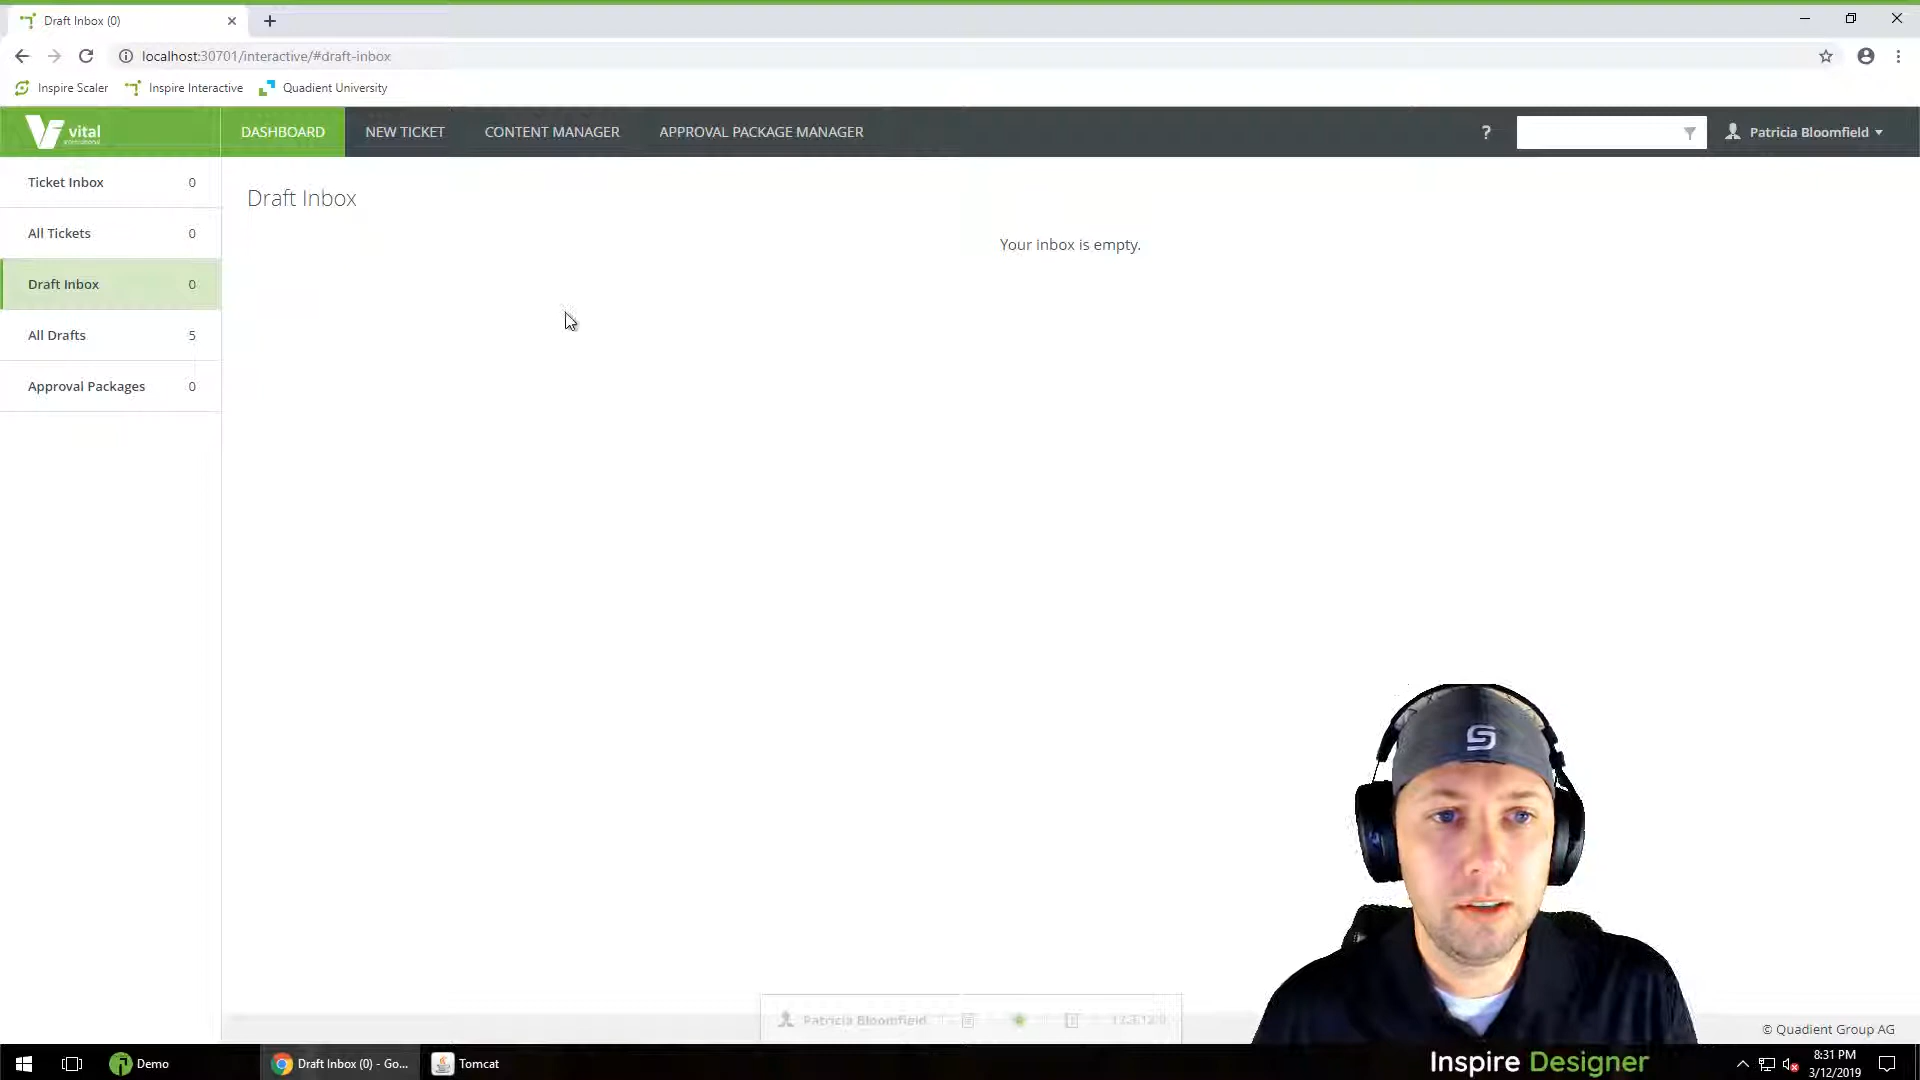 Draft Inbox (0)
localhost:30701/interactive/#draft-inbox
Inspire Scaler
Inspire Interactive
Quadient University
vital
DASHBOARD
NEW TICKET
CONTENT MANAGER
APPROVAL PACKAGE MANAGER
?
Patricia Bloomfield
Ticket Inbox 0
All Tickets 0
Draft Inbox 0
All Drafts 5
Approval Packages 0
Draft Inbox
Your inbox is empty.
Patricia Bloomfield
© Quadient Group AG
Demo
Draft Inbox (0) - Go...
Tomcat
Inspire Designer
8:31 PM
3/12/2019